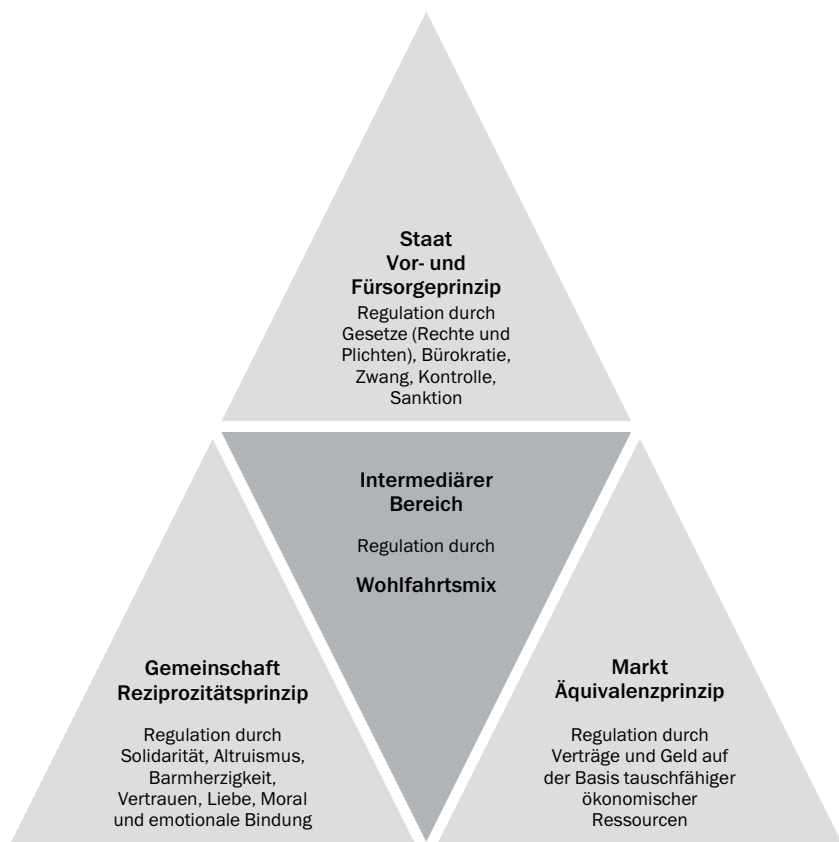 Staat
Vor- und
Fürsorgeprinzip
Regulation durch
Gesetze (Rechte und
Plichten), Bürokratie,
Zwang, Kontrolle,
Sanktion
Intermediärer
Bereich
Regulation durch
Wohlfahrtsmix
Gemeinschaft
Reziprozitätsprinzip
Regulation durch
Solidarität, Altruismus,
Barmherzigkeit,
Vertrauen, Liebe, Moral
und emotionale Bindung
Markt
Äquivalenzprinzip
Regulation durch
Verträge und Geld auf
der Basis tauschfähiger
ökonomischer
Ressourcen